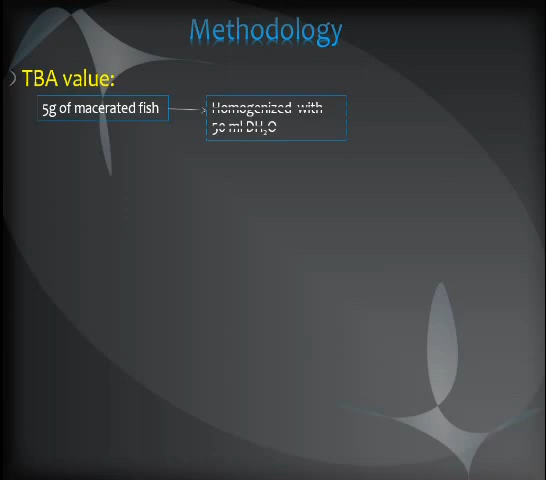 Methodology
TBA value:
5g of macerated fish
Homogenized with
50 ml DH₂O